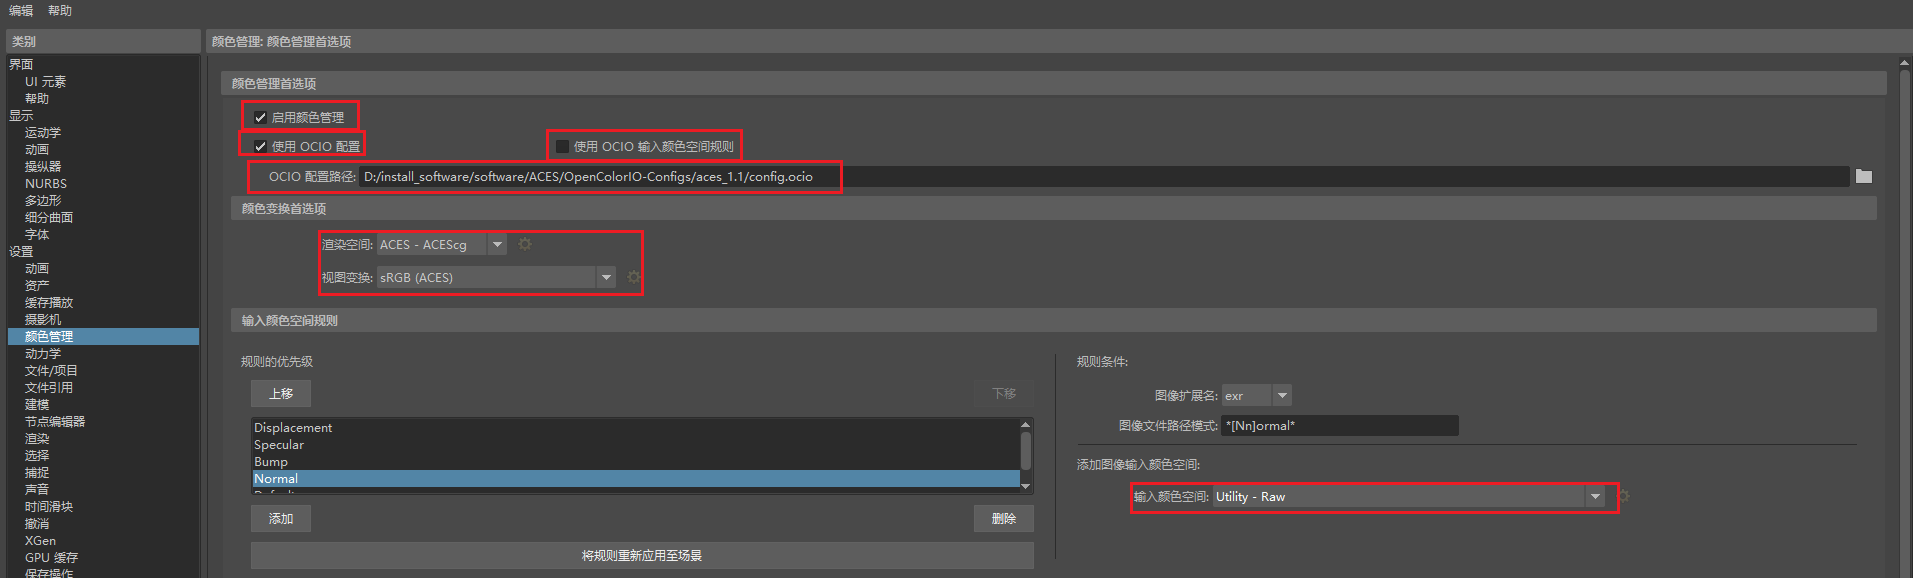 编辑 帮助
类别
界面
UI 元素
帮助
显示
运动学
动画
操纵器
NURBS
多边形
细分曲面
字体
设置
动画
资产
缓存播放
摄影机
颜色管理
动力学
文件/项目
文件引用
建模
节点编辑器
渲染
选择
捕捉
声音
时间滑块
撤消
XGen
GPU 缓存
保存操作
颜色管理: 颜色管理首选项
颜色管理首选项
启用颜色管理
使用 OCIO 配置 使用 OCIO 输入颜色空间规则
OCIO 配置路径: D:/install_software/software/ACES/OpenColorIO-Configs/aces_1.1/config.ocio
颜色变换首选项
渲染空间: ACES - ACEScg
视图变换: sRGB (ACES)
输入颜色空间规则
规则的优先级
上移 下移
Displacement
Specular
Bump
Normal
Default
添加 删除
将规则重新应用至场景
规则条件:
图像扩展名: exr
图像文件路径模式: *[Nn]ormal*
添加图像输入颜色空间:
输入颜色空间: Utility - Raw